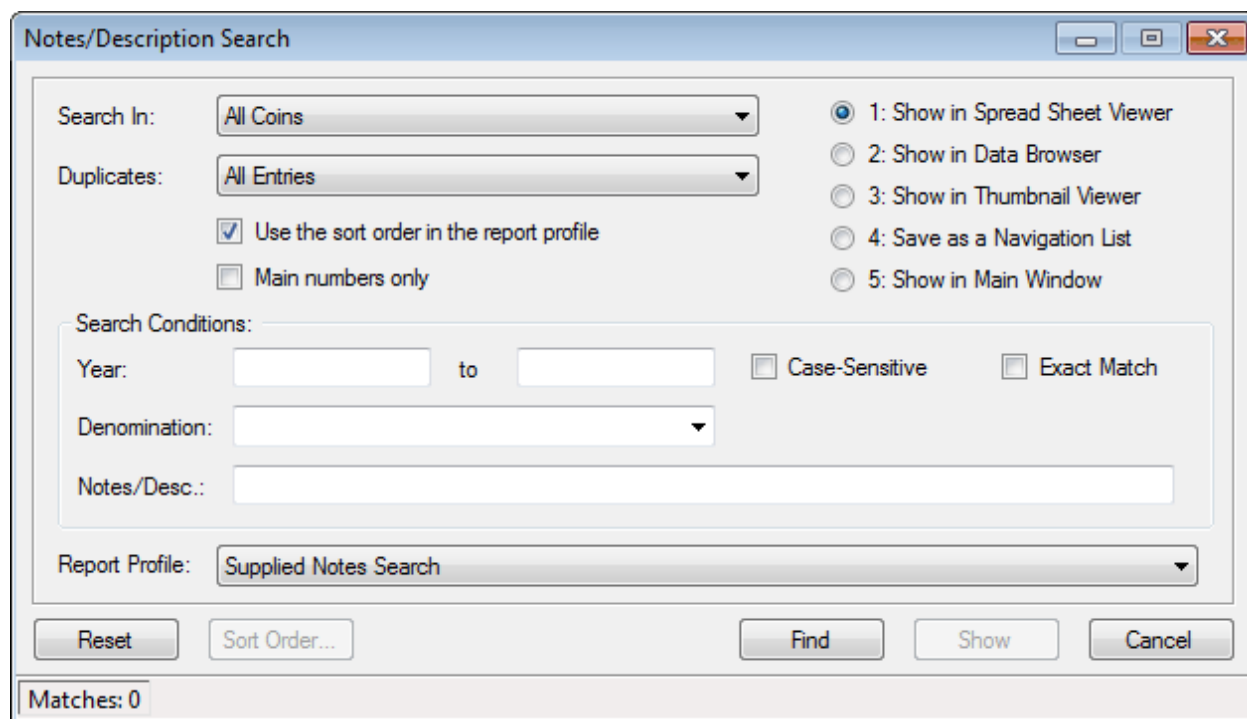 Notes/Description Search
Search In: All Coins
Duplicates: All Entries
Use the sort order in the report profile
Main numbers only
1: Show in Spread Sheet Viewer
2: Show in Data Browser
3: Show in Thumbnail Viewer
4: Save as a Navigation List
5: Show in Main Window
Search Conditions:
Year: to Case-Sensitive Exact Match
Denomination:
Notes/Desc.:
Report Profile: Supplied Notes Search
Reset Sort Order... Find Show Cancel
Matches: 0